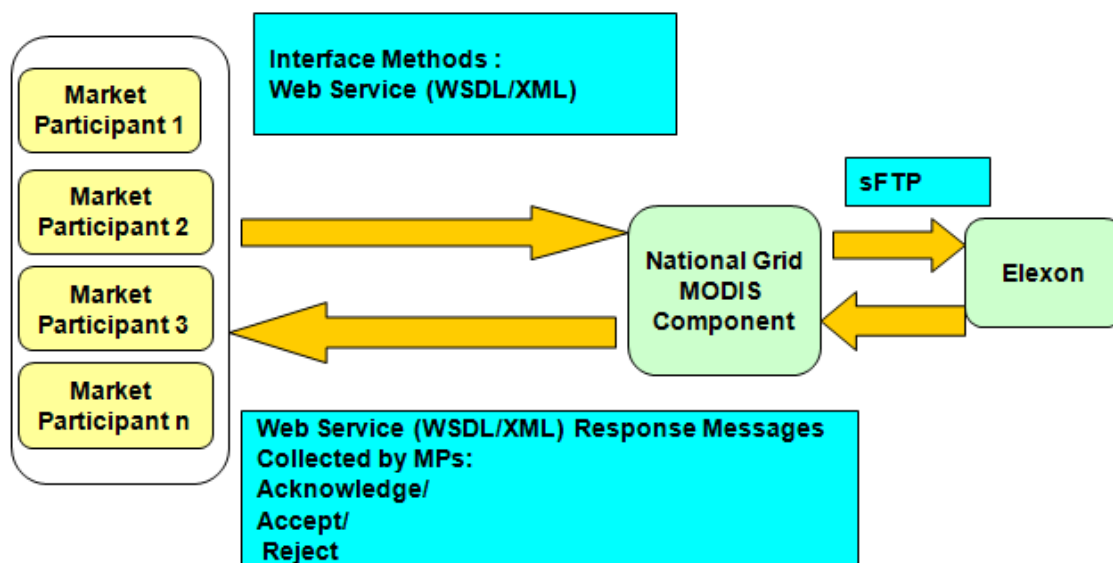 Interface Methods :
Web Service (WSDL/XML)
Market
Participant 1
Market
Participant 2
Market
Participant 3
Market
Participant n
sFTP
National Grid
MODIS
Component
Elexon
Web Service (WSDL/XML) Response Messages
Collected by MPs:
Acknowledge/
Accept/
Reject